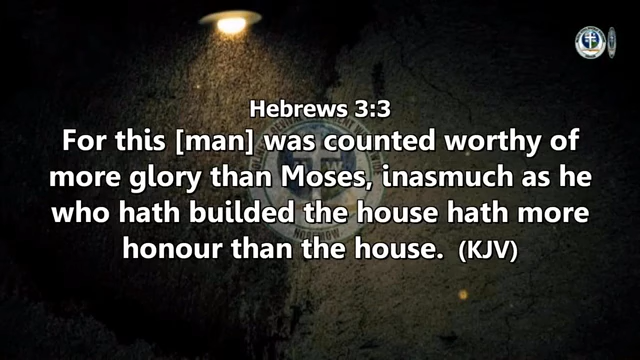 Hebrews 3:3
For this [man] was counted worthy of
more glory than Moses, inasmuch as he
who hath builded the house hath more
honour than the house. (KJV)